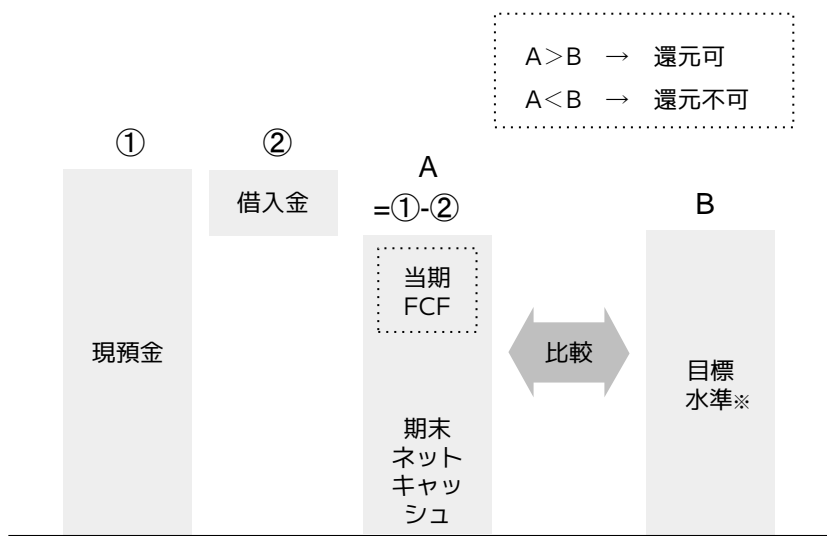 A＞B → 還元可
A＜B → 還元不可
①
②
A
=①-②
B
現預金
借入金
当期
FCF
期末
ネット
キャッ
シュ
比較
目標
水準※